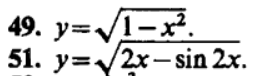 49. y=√1−x².
51. y=√2x−sin 2x.